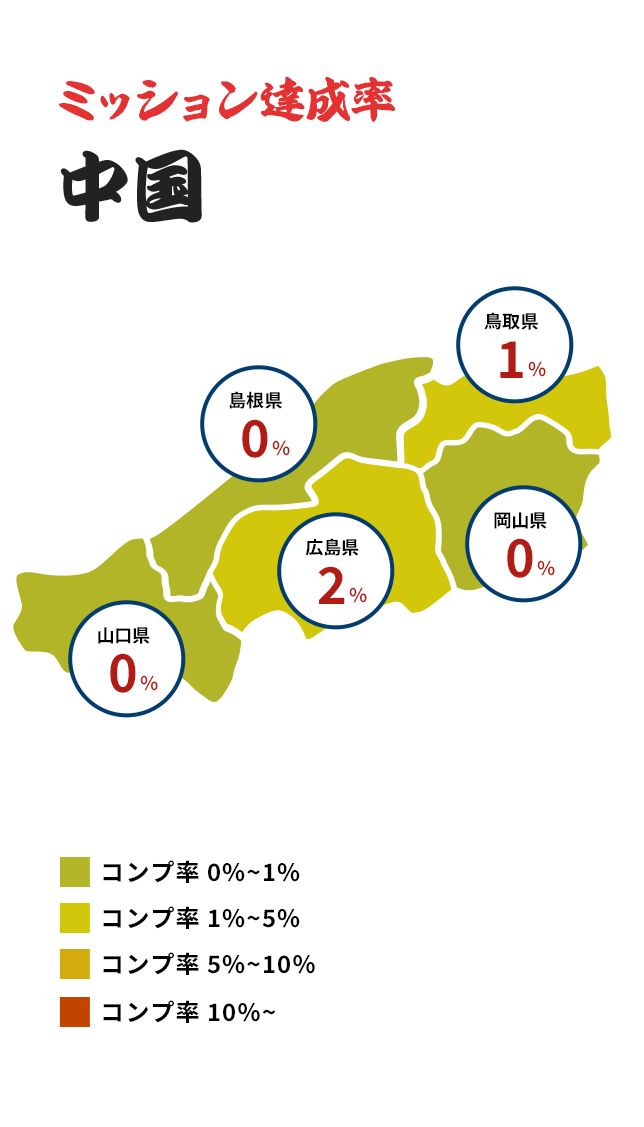 ミッション達成率
中国
鳥取県
1%
島根県
0%
岡山県
0%
広島県
2%
山口県
0%
コンプ率 0%~1%
コンプ率 1%~5%
コンプ率 5%~10%
コンプ率 10%~